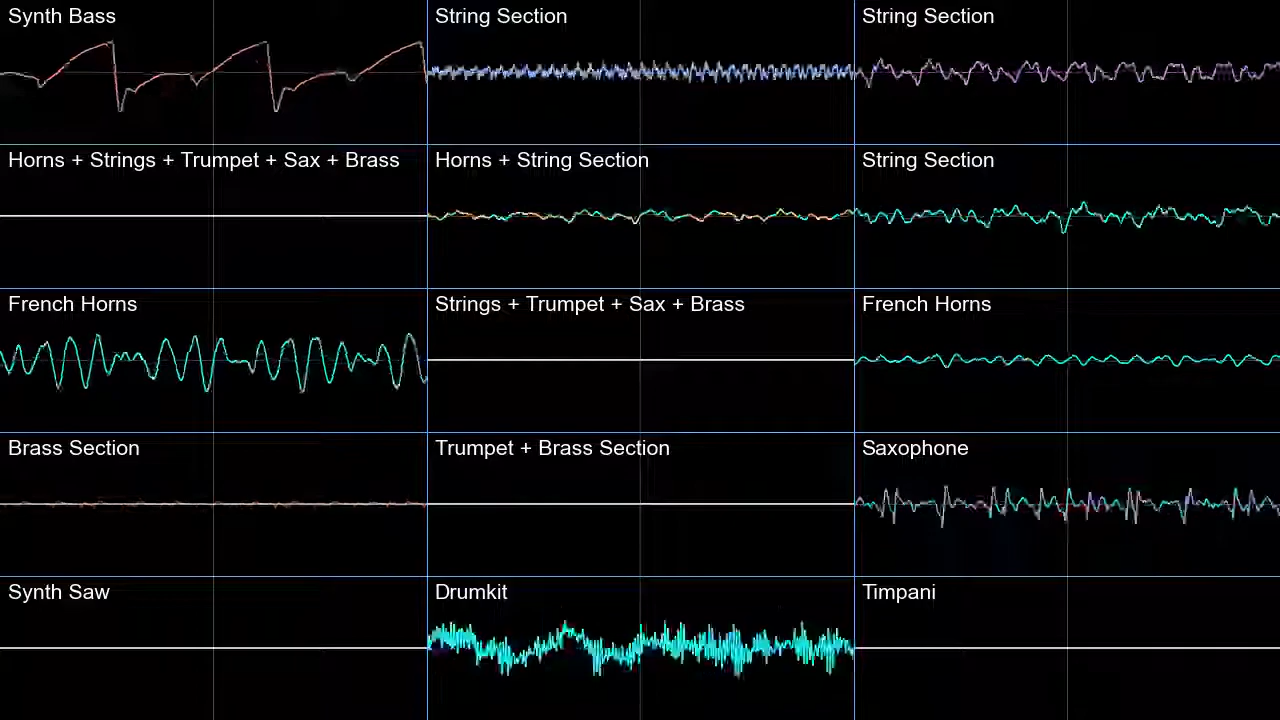 Synth Bass
String Section
String Section
Horns + Strings + Trumpet + Sax + Brass
Horns + String Section
String Section
French Horns
Strings + Trumpet + Sax + Brass
French Horns
Brass Section
Trumpet + Brass Section
Saxophone
Synth Saw
Drumkit
Timpani